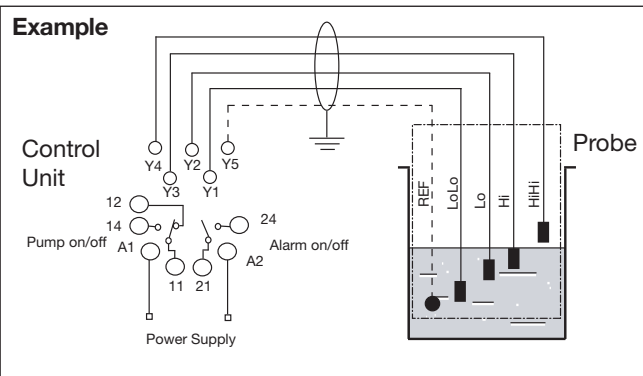 Example
Control
Unit
Y4
Y3
Y2
Y1
Y5
12
14
Pump on/off
A1
11
21
24
Alarm on/off
A2
Power Supply
Probe
REF
LoLo
Lo
Hi
HiHi